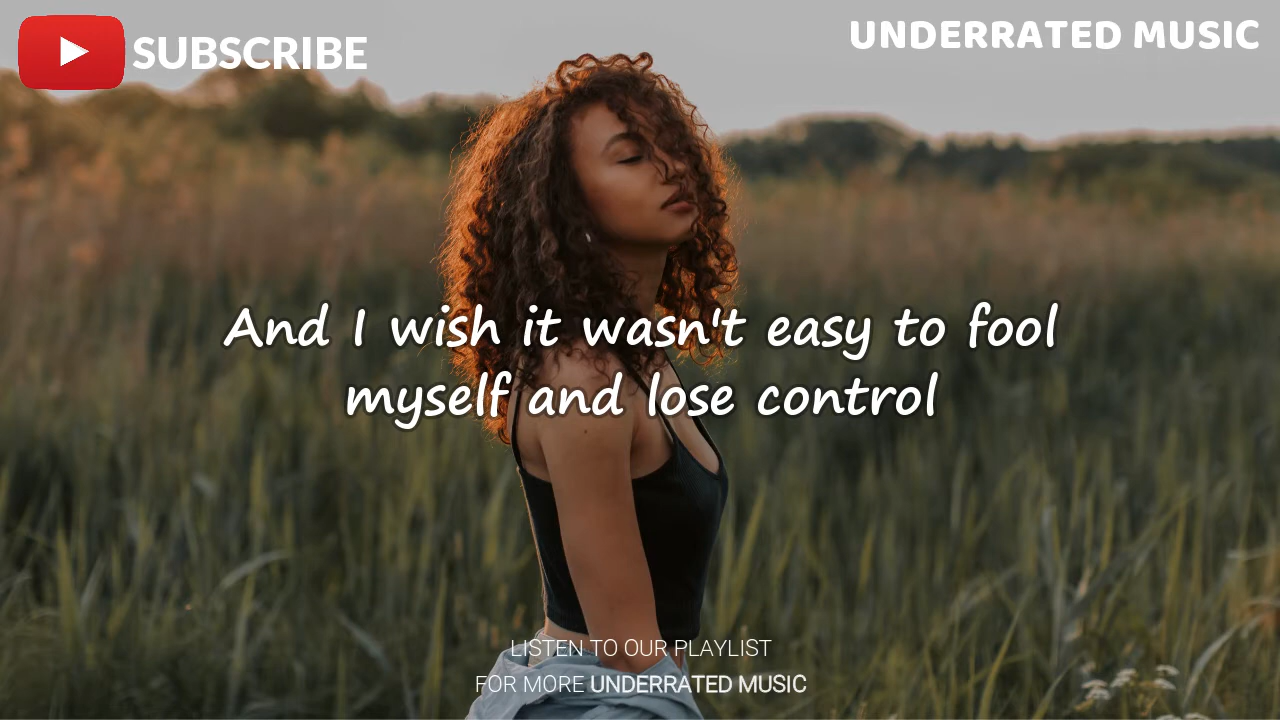 SUBSCRIBE
UNDERRATED MUSIC
And I wish it wasn't easy to fool
myself and lose control
LISTEN TO OUR PLAYLIST
FOR MORE UNDERRATED MUSIC